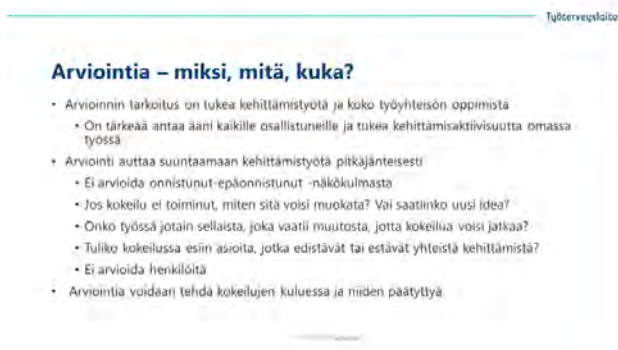 Työterveyslaito
Arviointia – miksi, mitä, kuka?
• Arvioinnin tarkoitus on tukea kehittämistyötä ja koko työyhteisön oppimista
• On tärkeää antaa ääni kaikille osallistuneille ja tukea kehittämisaktiivisuutta omassa
työssä
• Arviointi auttaa suuntaamaan kehittämistyötä pitkäjänteisesti
• Ei arvioida onnistunut-epäonnistunut -näkökulmasta
• Jos kokeilu ei toiminut, miten sitä voisi muokata? Vai saatiinko uusi idea?
• Onko työssä jotain sellaista, joka vaatii muutosta, jotta kokeilua voisi jatkaa?
• Tuliko kokeilussa esiin asioita, jotka edistävät tai estävät yhteistä kehittämistä?
• Ei arvioida henkilöitä
• Arviointia voidaan tehdä kokeilujen kuluessa ja niiden päätyttyä